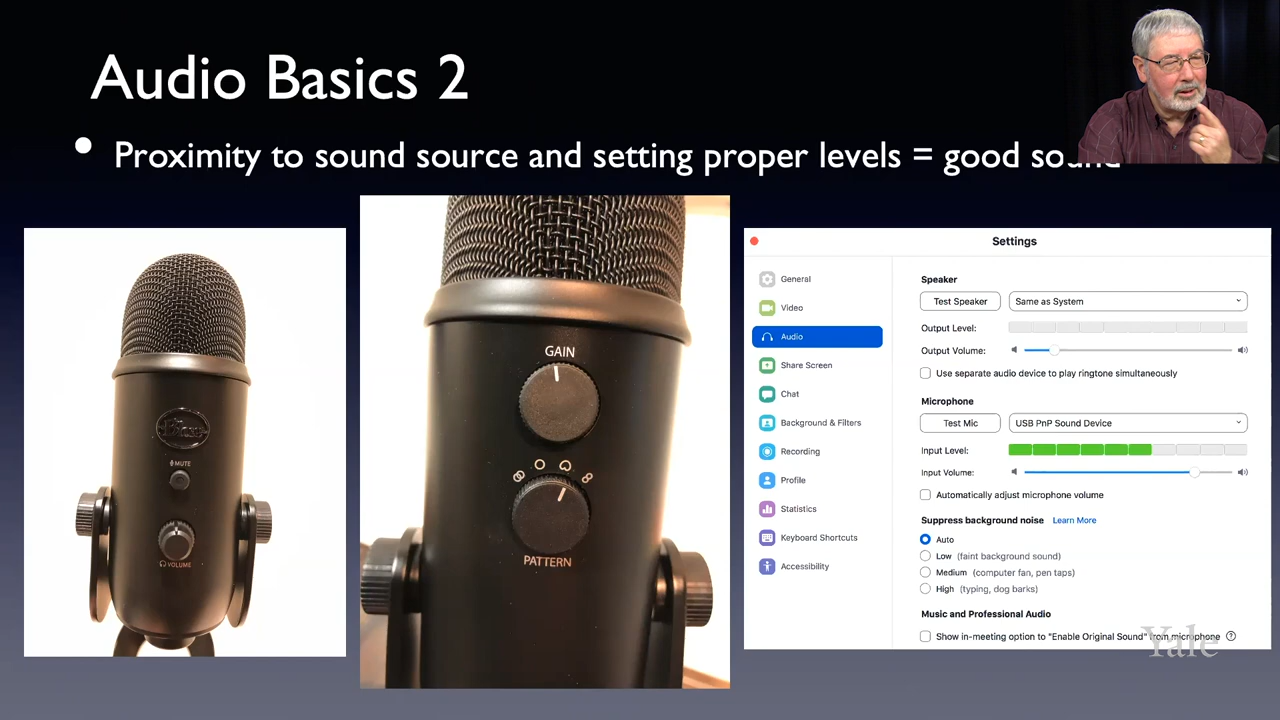 Audio Basics 2
• Proximity to sound source and setting proper levels = good sound
Blue
MUTE
VOLUME
GAIN
PATTERN
Settings
General
Video
Audio
Share Screen
Chat
Background & Filters
Recording
Profile
Statistics
Keyboard Shortcuts
Accessibility
Speaker
Test Speaker
Same as System
Output Level:
Output Volume:
Use separate audio device to play ringtone simultaneously
Microphone
Test Mic
USB PnP Sound Device
Input Level:
Input Volume:
Automatically adjust microphone volume
Suppress background noise Learn More
Auto
Low (faint background sound)
Medium (computer fan, pen taps)
High (typing, dog barks)
Music and Professional Audio
Show in-meeting option to "Enable Original Sound" from microphone ?
Yale